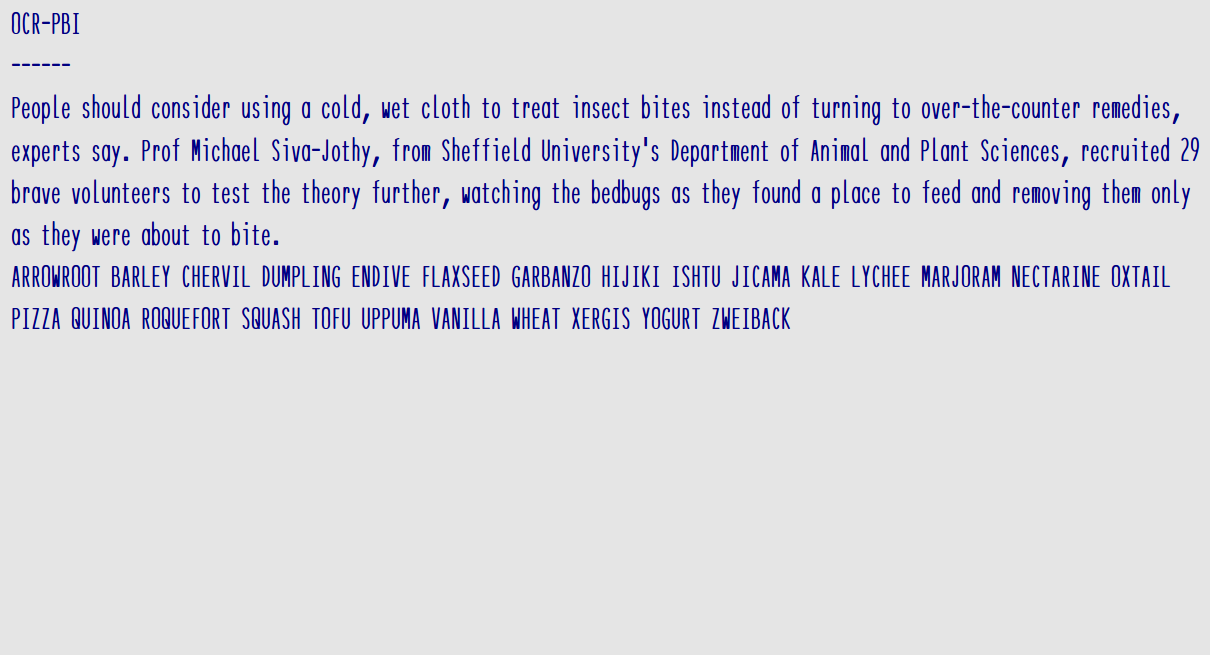 OCR-PBI
------
People should consider using a cold, wet cloth to treat insect bites instead of turning to over-the-counter remedies,
experts say. Prof Michael Siva-Jothy, from Sheffield University's Department of Animal and Plant Sciences, recruited 29
brave volunteers to test the theory further, watching the bedbugs as they found a place to feed and removing them only
as they were about to bite.
ARROWROOT BARLEY CHERVIL DUMPLING ENDIVE FLAXSEED GARBANZO HIJIKI ISHTU JICAMA KALE LYCHEE MARJORAM NECTARINE OXTAIL
PIZZA QUINOA ROQUEFORT SQUASH TOFU UPPUMA VANILLA WHEAT XERGIS YOGURT ZWEIBACK